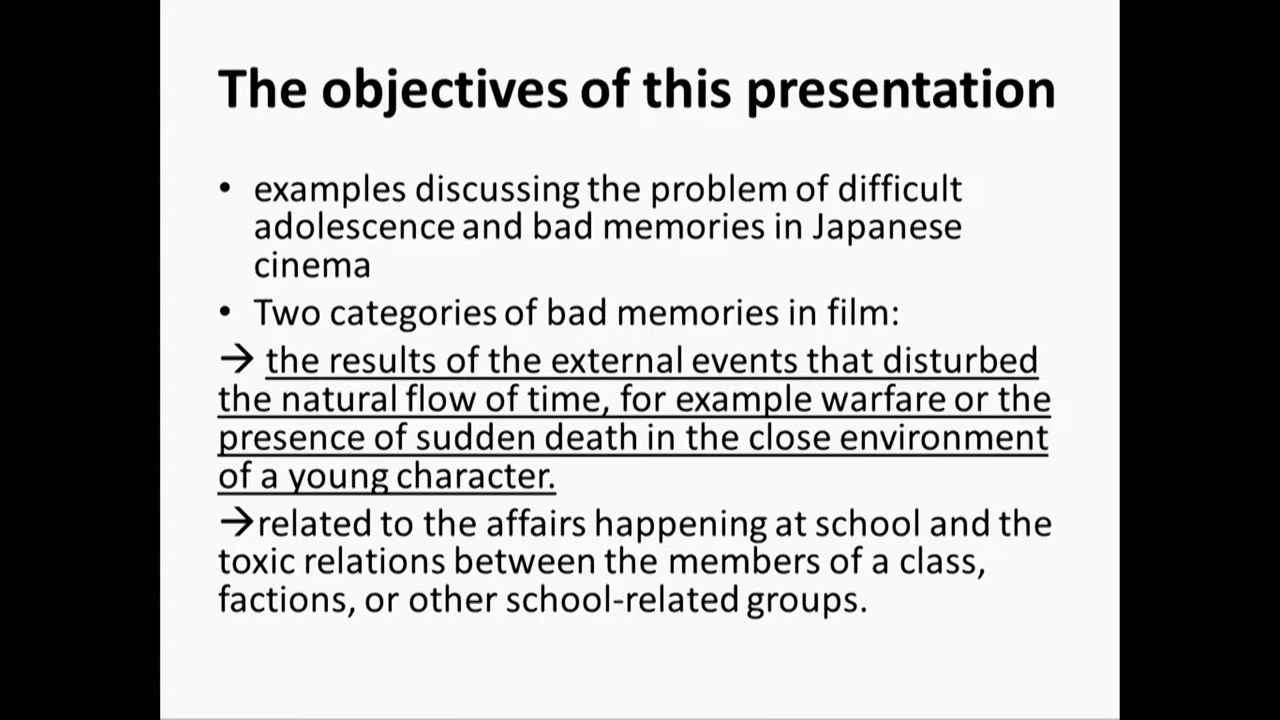 The objectives of this presentation
• examples discussing the problem of difficult
adolescence and bad memories in Japanese
cinema
• Two categories of bad memories in film:
→ the results of the external events that disturbed
the natural flow of time, for example warfare or the
presence of sudden death in the close environment
of a young character.
→related to the affairs happening at school and the
toxic relations between the members of a class,
factions, or other school-related groups.